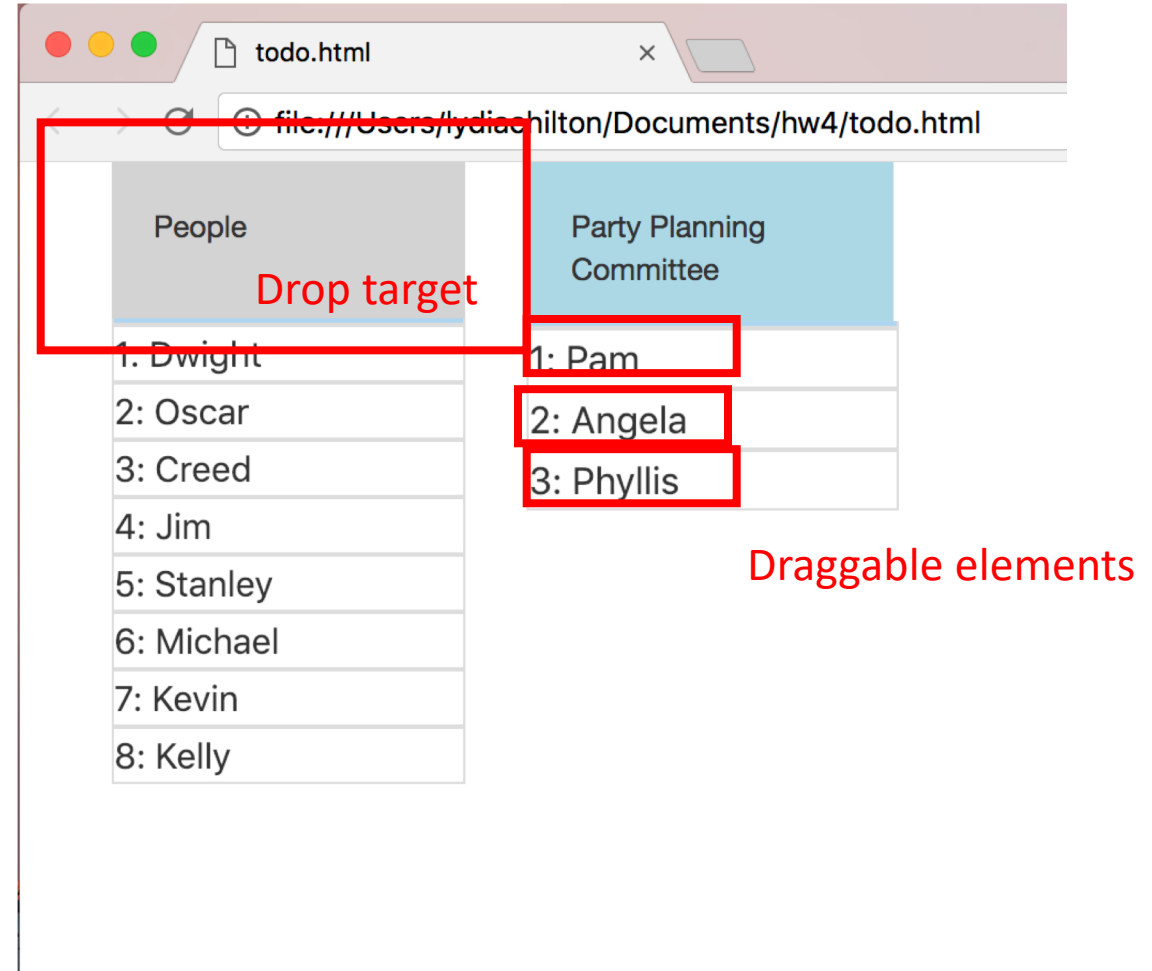 todo.html
file:///Users/lydiachilton/Documents/hw4/todo.html
People
Drop target
1: Dwight
2: Oscar
3: Creed
4: Jim
5: Stanley
6: Michael
7: Kevin
8: Kelly
Party Planning
Committee
1: Pam
2: Angela
3: Phyllis
Draggable elements